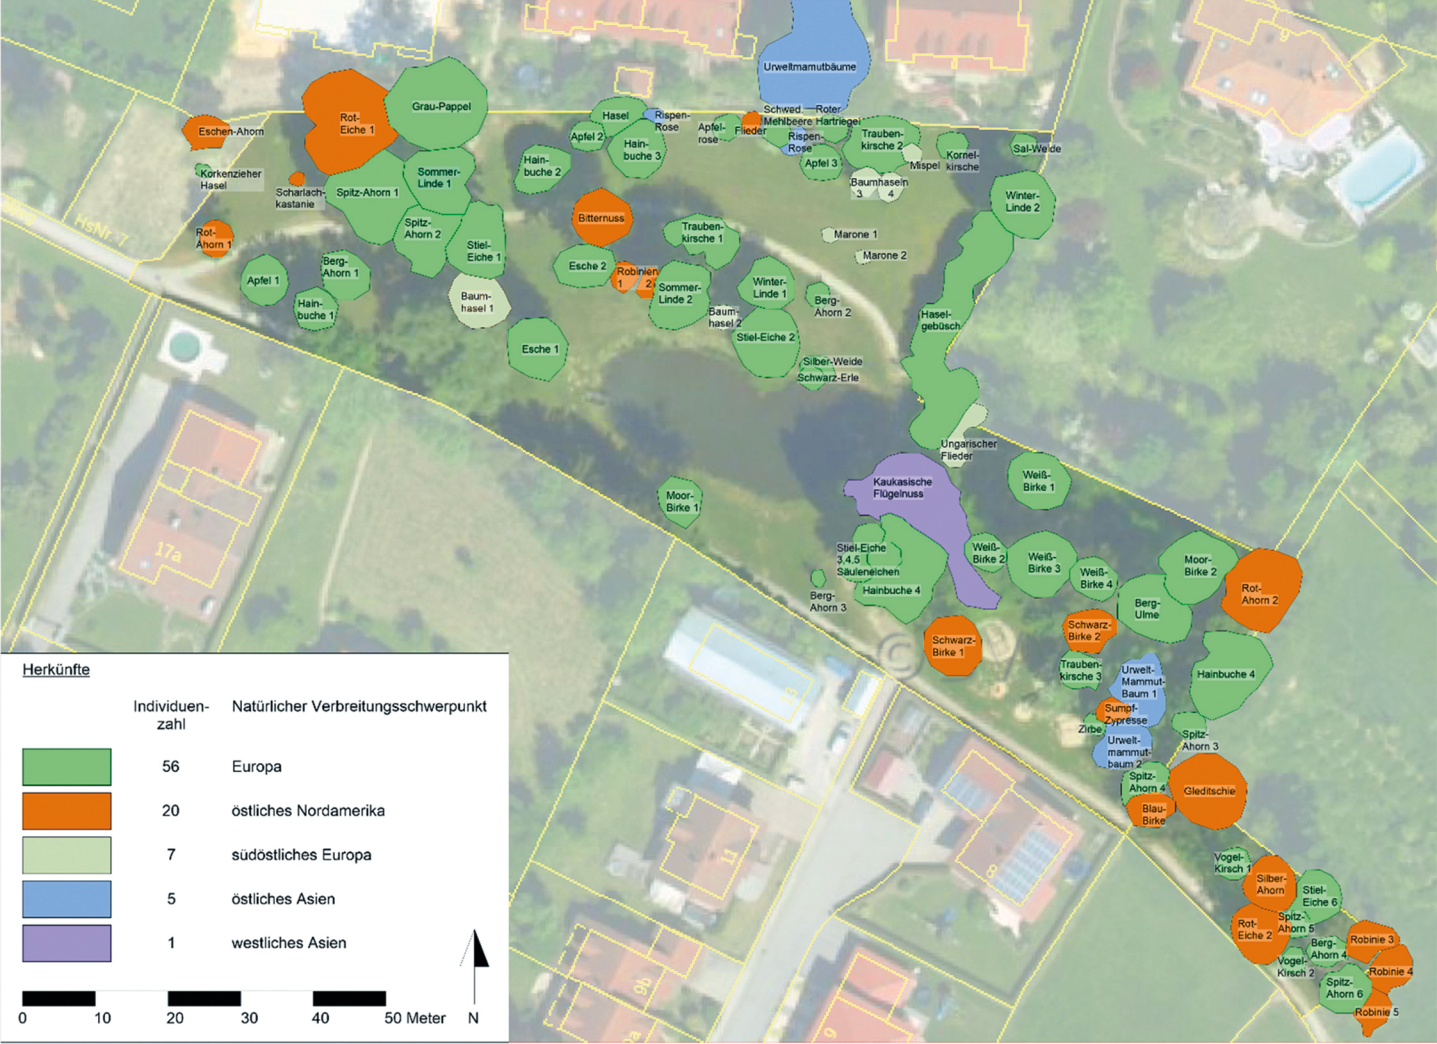 Urweltmamutbäume
9
Grau-Pappel
Rot-
Eiche 1
Eschen-Ahorn
Korkenzieher
Hasel
Scharlach-
kastanie
Spitz-Ahorn 1
Sommer-
Linde 1
Rot-
Ahorn 1
HsNr. 7
Spitz-
Ahorn 2
Stiel-
Eiche 1
Apfel 1
Berg-
Ahorn 1
Hain-
buche 1
Baum-
hasel 1
Esche 1
Hasel
Rispen-
Rose
Apfel 2
Hain-
buche 3
Hain-
buche 2
Apfel-
rose
Flieder
Schwed.
Mehlbeere
Roter
Hartriegel
Rispen-
Rose
Apfel 3
Trauben-
kirsche 2
Mispel
Kornel-
kirsche
Sal-Weide
Baumhaseln
3 4
Winter-
Linde 2
Bitternuss
Trauben-
kirsche 1
Marone 1
Marone 2
Esche 2
Robinien
1 2
Sommer-
Linde 2
Winter-
Linde 1
Berg-
Ahorn 2
Baum-
hasel 2
Stiel-Eiche 2
Hasel-
gebüsch
Silber-Weide
Schwarz-Erle
Ungarischer
Flieder
Kaukasische
Flügelnuss
Weiß-
Birke 1
Moor-
Birke 1
Stiel-Eiche
3,4,5
Säuleneichen
Hainbuche 4
Berg-
Ahorn 3
Weiß-
Birke 2
Weiß-
Birke 3
Weiß-
Birke 4
Moor-
Birke 2
Rot-
Ahorn 2
Berg-
Ulme
Schwarz-
Birke 1
Schwarz-
Birke 2
Trauben-
kirsche 3
Urwelt-
Mammut-
Baum 1
Hainbuche 4
Sumpf-
Zypresse
Zirbe
Urwelt-
mammut-
baum 2
Spitz-
Ahorn 3
Spitz-
Ahorn 4
Gleditschie
Blau-
Birke
Vogel-
Kirsch 1
Silber-
Ahorn
Stiel-
Eiche 6
Rot-
Eiche 2
Spitz-
Ahorn 5
Berg-
Ahorn 4
Robinie 3
Vogel-
Kirsch 2
Robinie 4
Spitz-
Ahorn 6
Robinie 5
17a
13
11
8
9b
9
Herkünfte
Individuen-
zahl
Natürlicher Verbreitungsschwerpunkt
56 Europa
20 östliches Nordamerika
7 südöstliches Europa
5 östliches Asien
1 westliches Asien
0 10 20 30 40 50 Meter N